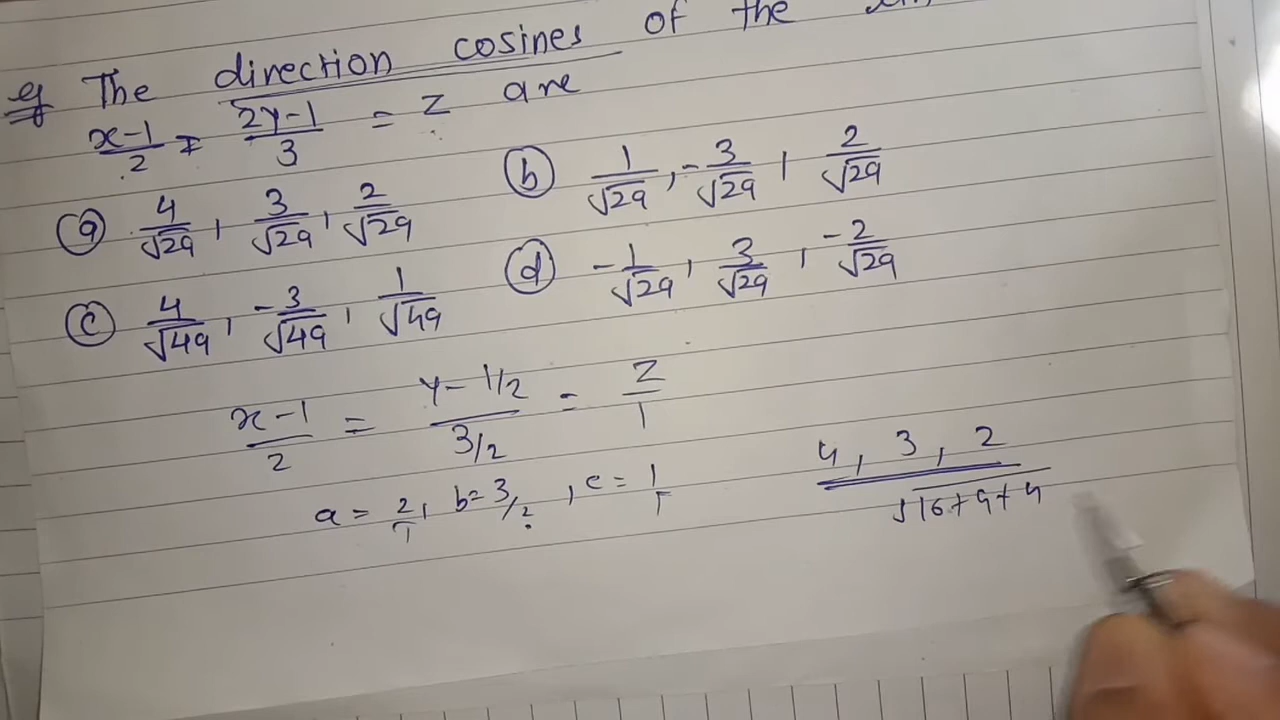 eg The direction cosines of the
x-1/2 = 2y-1/3 = z are
(a) 4/√29, 3/√29, 2/√29 (b) 1/√29, -3/√29, 2/√29
(c) 4/√49, -3/√49, 1/√49 (d) -1/√29, 3/√29, -2/√29
x-1/2 = y-1/2/3/2 = z/1
4, 3, 2
a = 2/1, b = 3/2, c = 1/1
√16+9+4